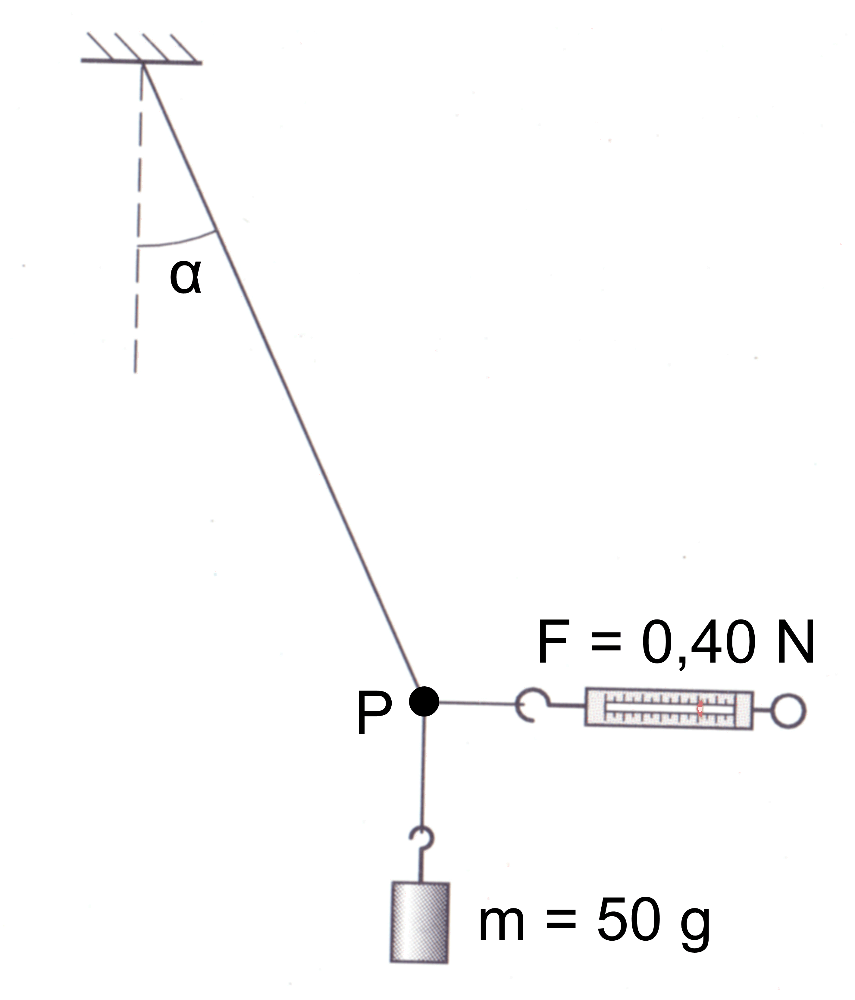 α
F = 0,40 N
P
m = 50 g